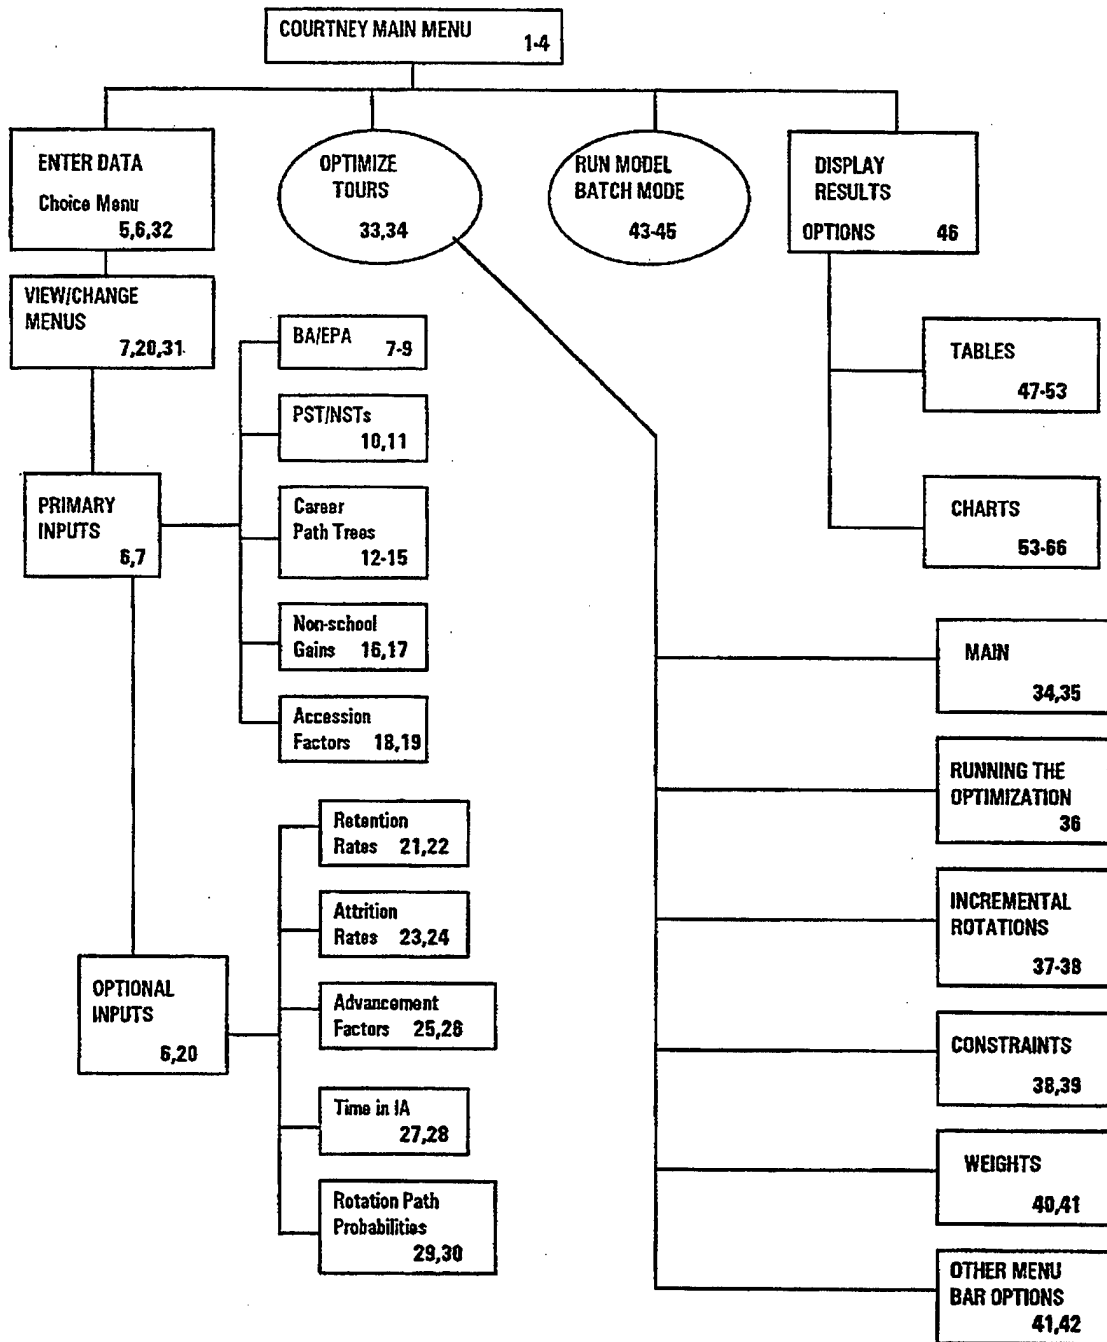 COURTNEY MAIN MENU
1-4
ENTER DATA
Choice Menu
5,6,32
OPTIMIZE
TOURS
33,34
RUN MODEL
BATCH MODE
43-45
DISPLAY
RESULTS
OPTIONS 46
VIEW/CHANGE
MENUS
7,20,31
BA/EPA
7-9
PST/NSTs
10,11
Career
Path Trees
12-15
Non-school
Gains 16,17
Accession
Factors 18,19
PRIMARY
INPUTS
6,7
TABLES
47-53
CHARTS
53-66
Retention
Rates 21,22
Attrition
Rates 23,24
Advancement
Factors 25,26
Time in IA
27,28
Rotation Path
Probabilities
29,30
OPTIONAL
INPUTS
6,20
MAIN
34,35
RUNNING THE
OPTIMIZATION
36
INCREMENTAL
ROTATIONS
37-38
CONSTRAINTS
38,39
WEIGHTS
40,41
OTHER MENU
BAR OPTIONS
41,42